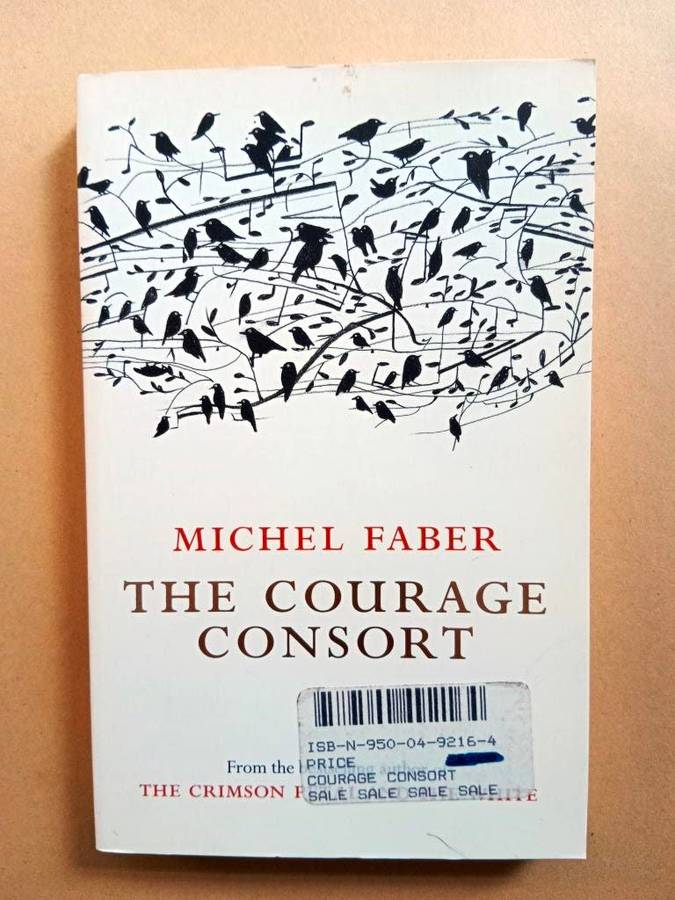 MICHEL FABER
THE COURAGE
CONSORT
ISB-N-950-04-9216-4
PRICE
COURAGE CONSORT
SALE SALE SALE SALE
From the
THE CRIMSON